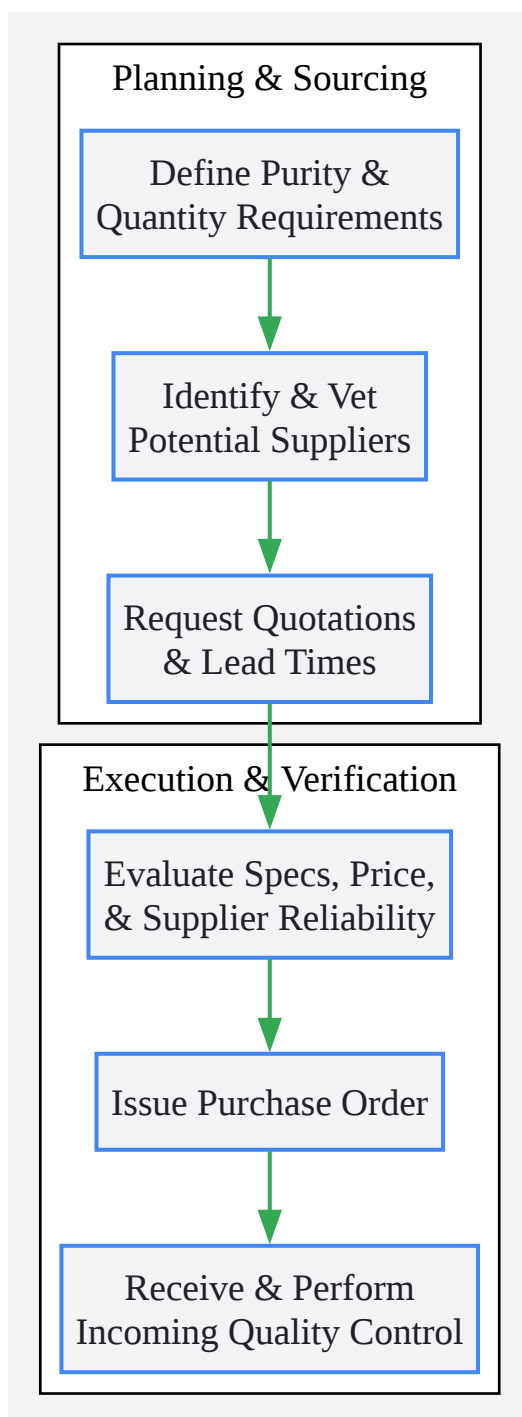 Planning & Sourcing
Define Purity &
Quantity Requirements
Identify & Vet
Potential Suppliers
Request Quotations
& Lead Times
Execution & Verification
Evaluate Specs, Price,
& Supplier Reliability
Issue Purchase Order
Receive & Perform
Incoming Quality Control